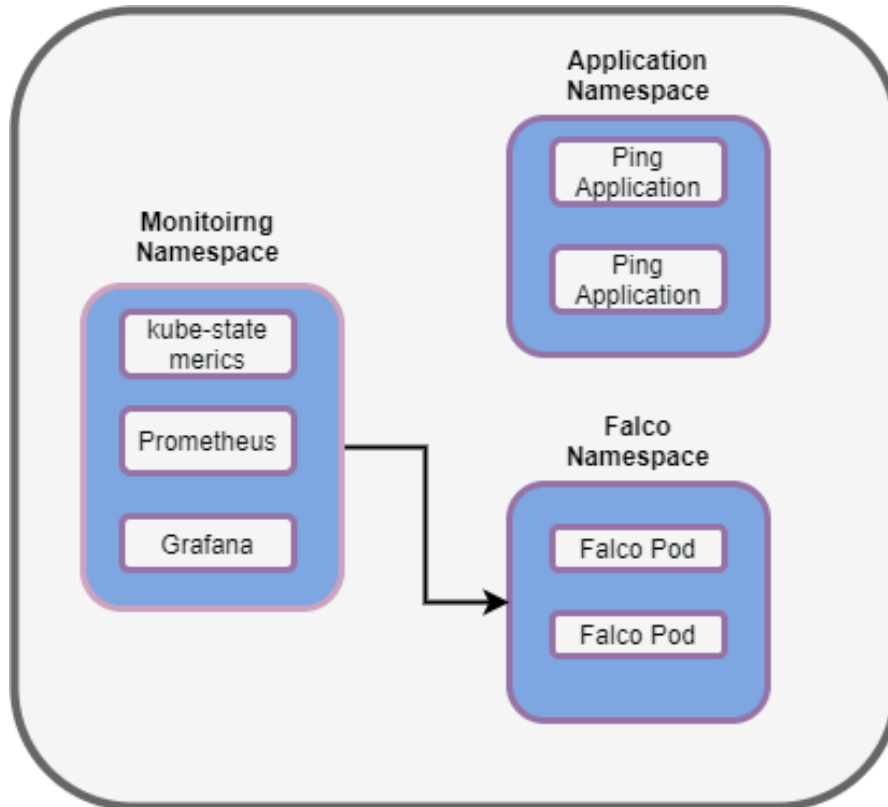 Application
Namespace
Ping
Application
Ping
Application
Monitoirng
Namespace
kube-state
merics
Prometheus
Grafana
Falco
Namespace
Falco Pod
Falco Pod